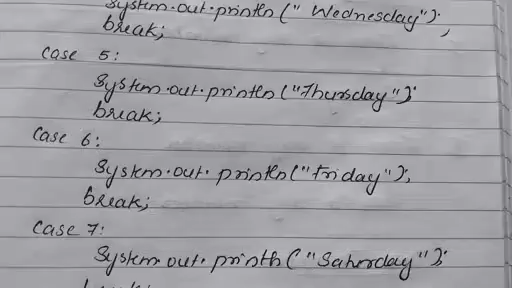 System.out.println(" Wednesday");
break;
case 5:
System.out.println("Thursday");
break;
case 6:
System.out.println("Friday");
break;
case 7:
System.out.println("Saturday");
break;